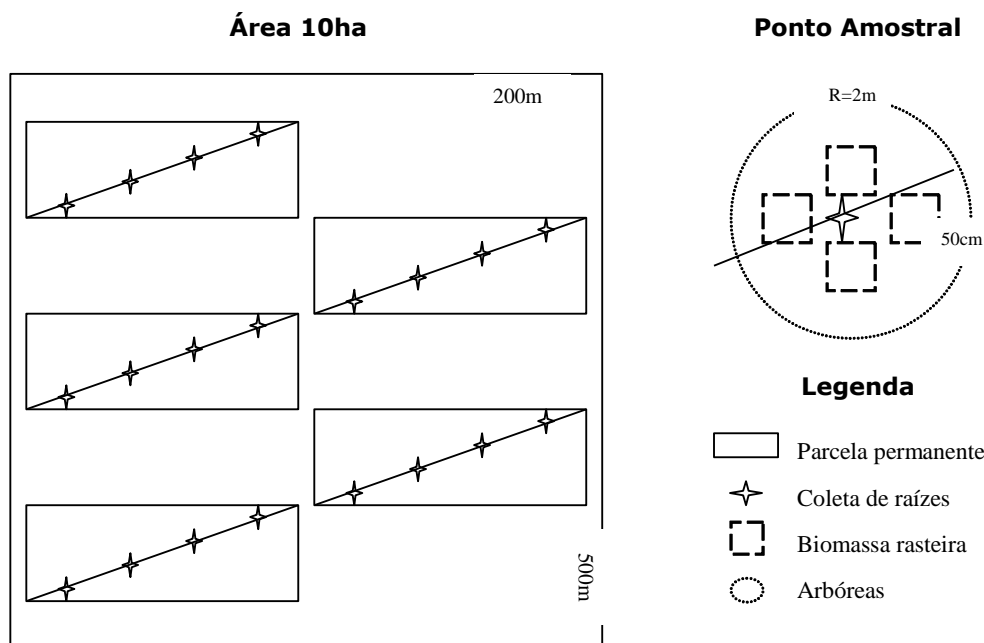 Área 10ha
200m
500m
Ponto Amostral
R=2m
50cm
Legenda
Parcela permanente
Coleta de raízes
Biomassa rasteira
Arbóreas